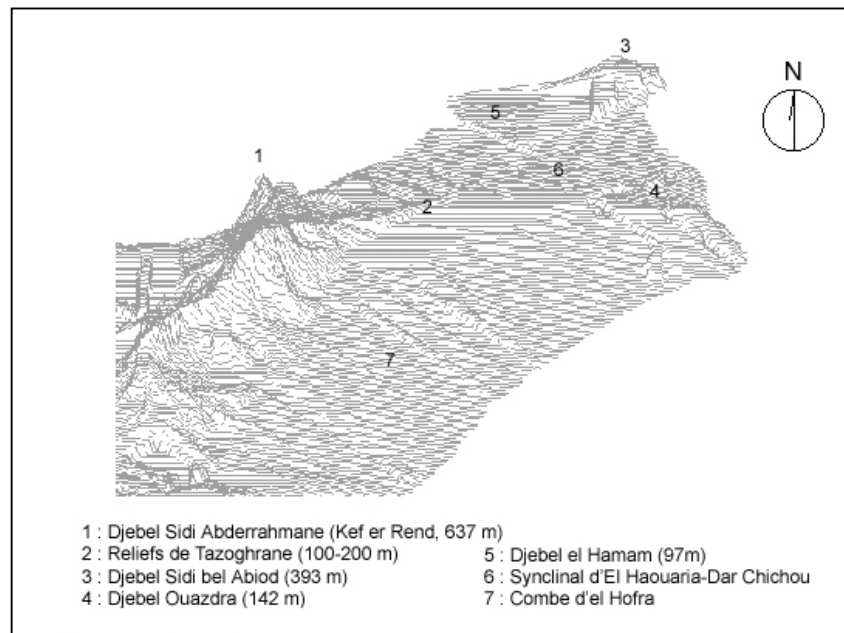 3
N
5
1
6
4
2
7
1 : Djebel Sidi Abderrahmane (Kef er Rend, 637 m)
2 : Reliefs de Tazoghrane (100-200 m)
3 : Djebel Sidi bel Abiod (393 m)
4 : Djebel Ouazdra (142 m)
5 : Djebel el Hamam (97m)
6 : Synclinal d'El Haouaria-Dar Chichou
7 : Combe d'el Hofra